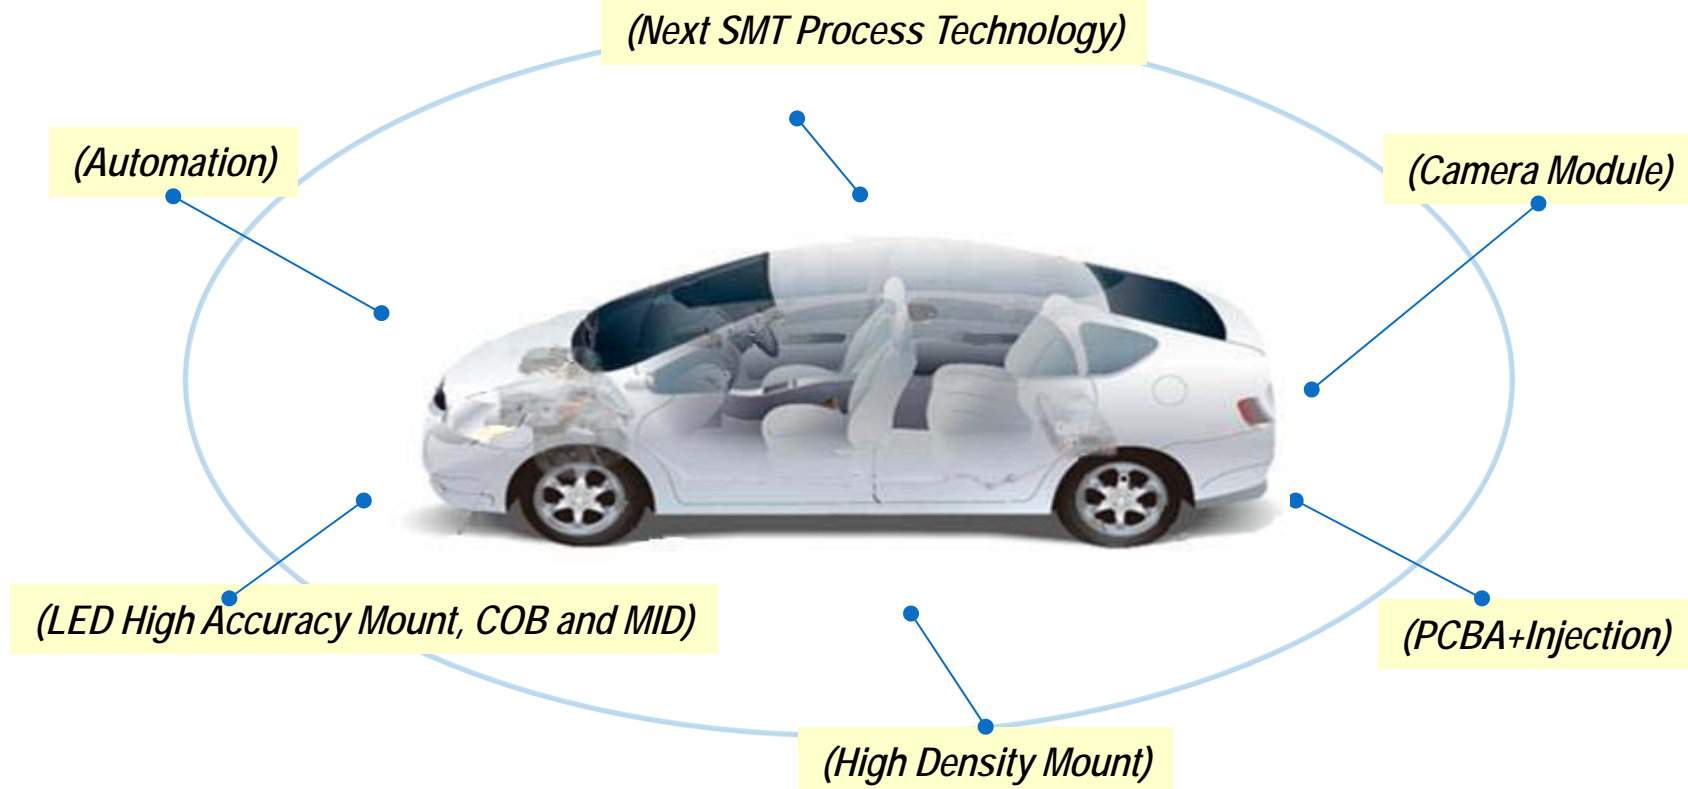 (Next SMT Process Technology)
(Automation)
(Camera Module)
(LED High Accuracy Mount, COB and MID)
(PCBA+Injection)
(High Density Mount)